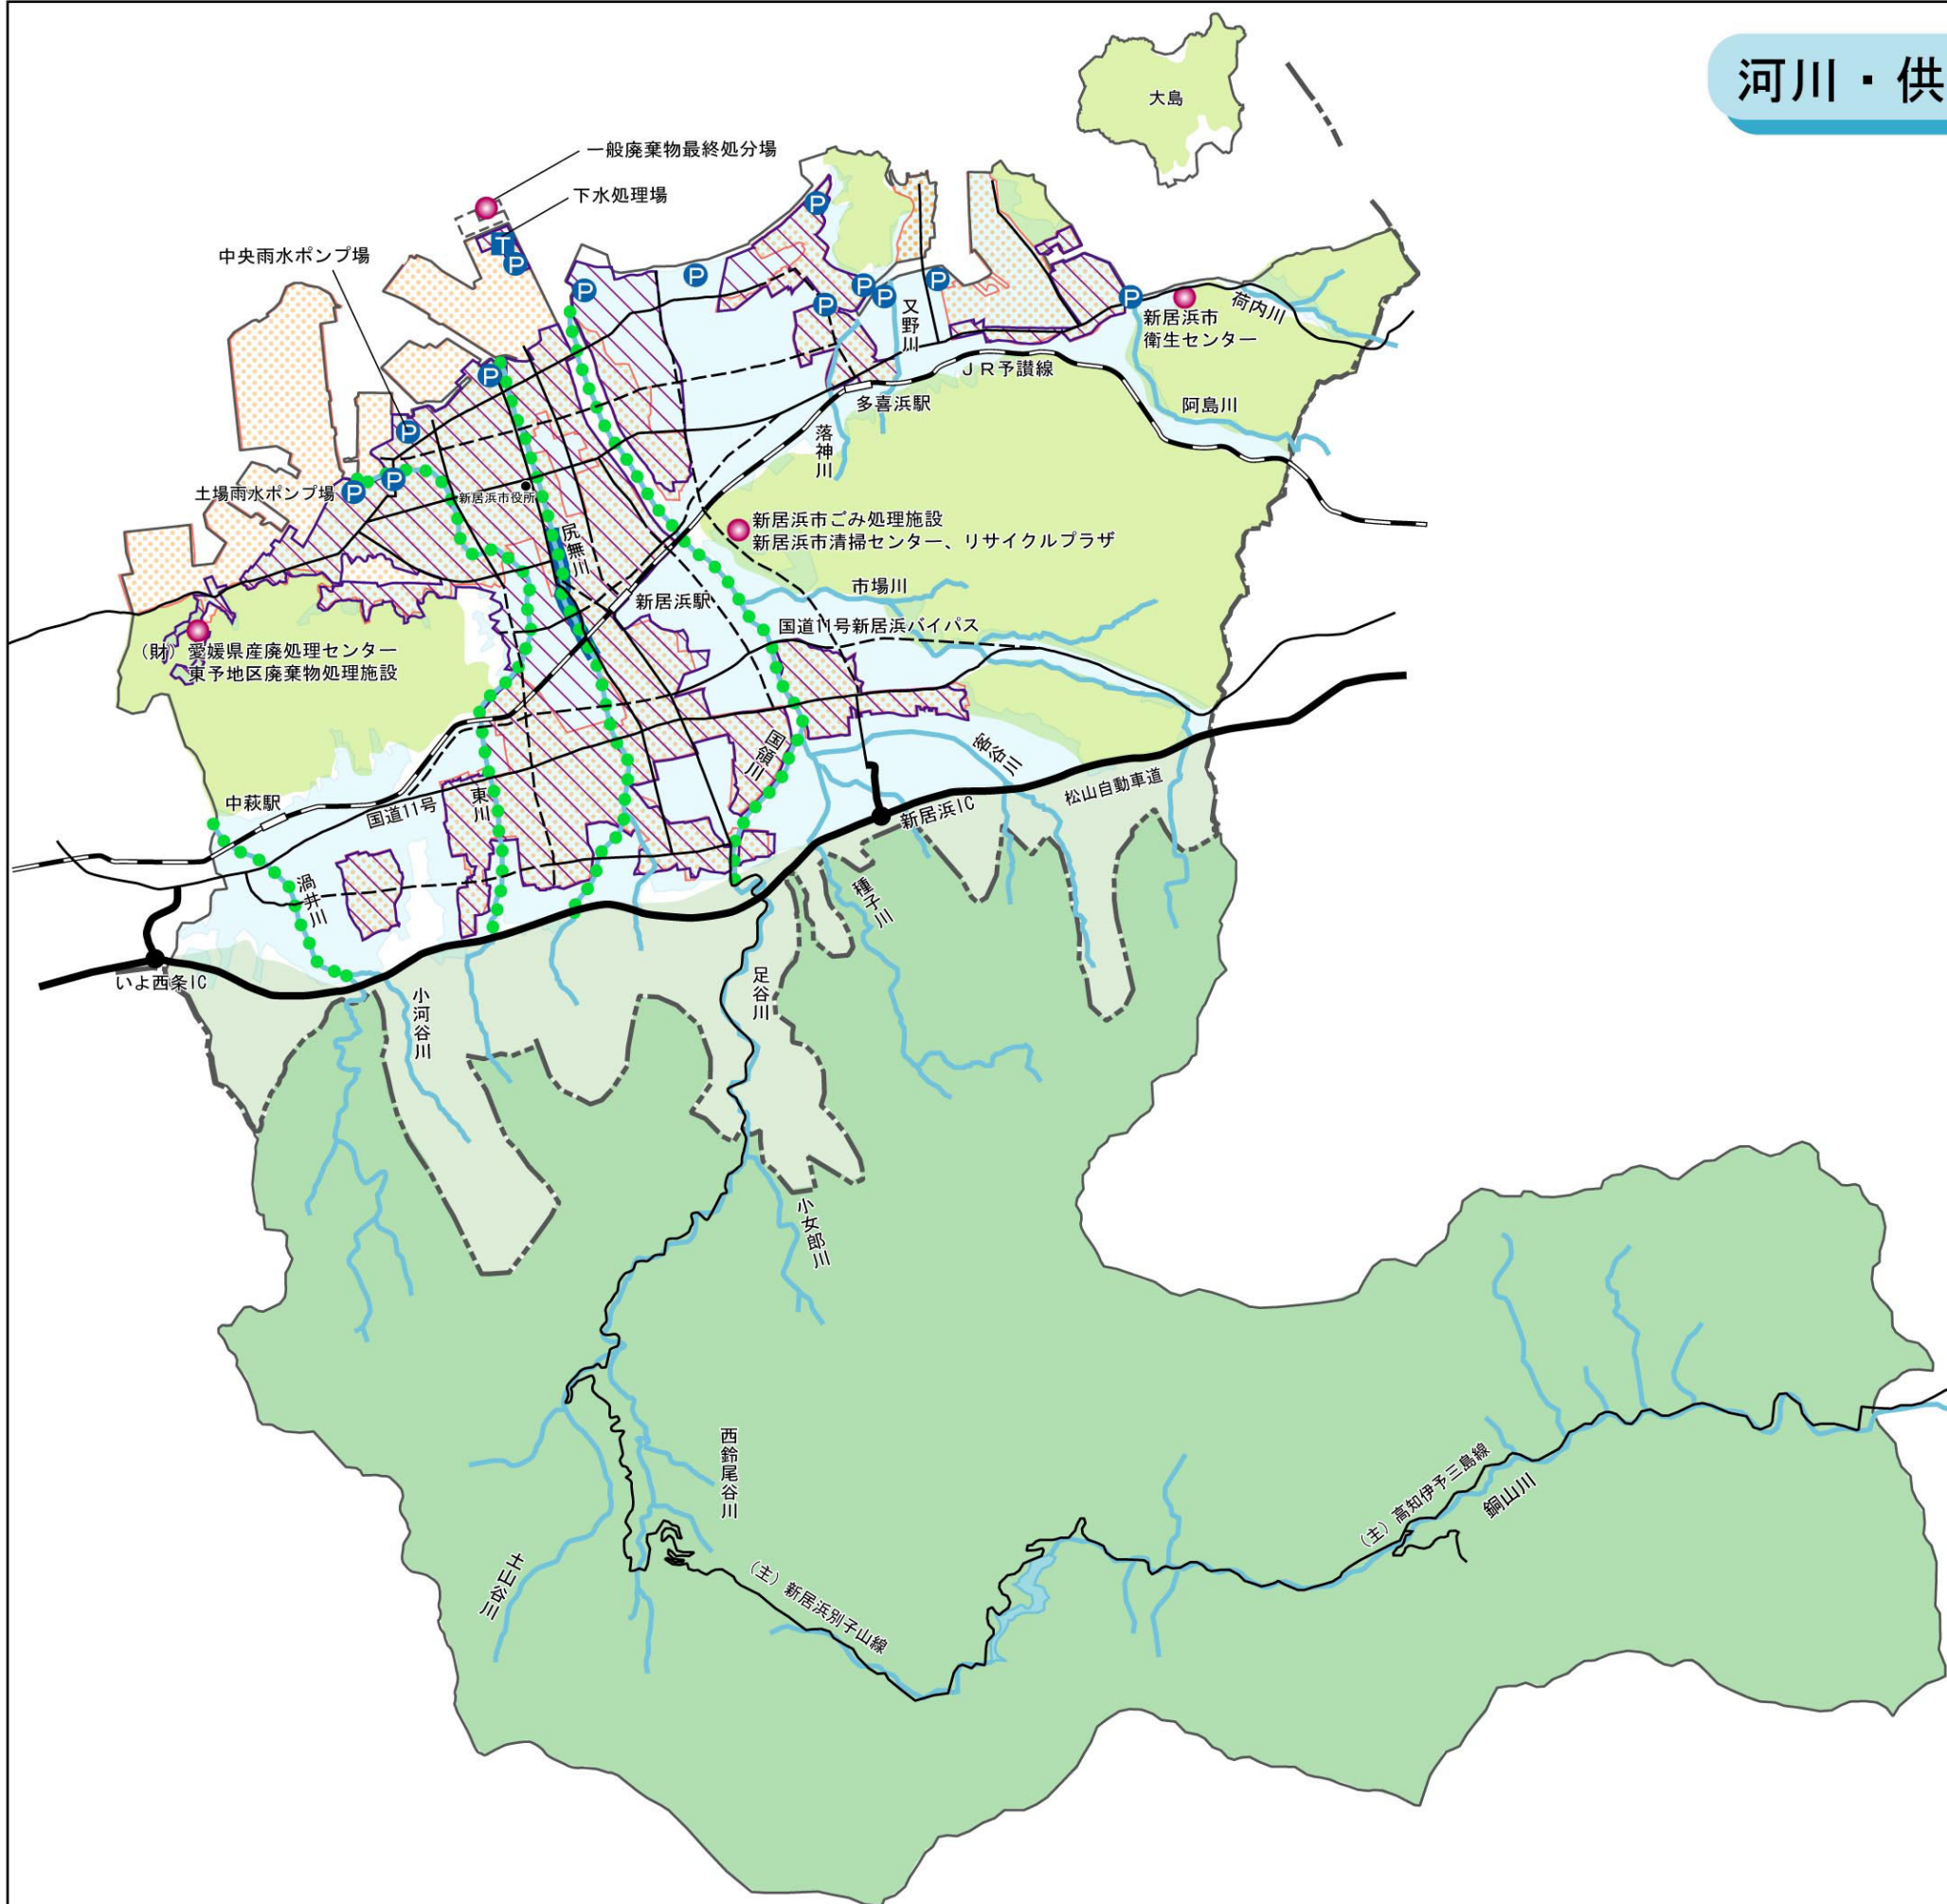 河川・供
大島
一般廃棄物最終処分場
下水処理場
T
P
中央雨水ポンプ場
P
P
P
P
P
P
P
P
又野川
荷内川
新居浜市
衛生センター
JR予讃線
多喜浜駅
阿島川
P
P
落神川
P
P
土場雨水ポンプ場
新居浜市役所
尻無川
新居浜市ごみ処理施設
新居浜市清掃センター、リサイクルプラザ
市場川
新居浜駅
国道11号新居浜バイパス
(財)愛媛県産廃処理センター
東予地区廃棄物処理施設
国領川
客谷川
松山自動車道
中萩駅
国道11号
東川
新居浜IC
渦井川
種子川
いよ西条IC
小河谷川
足谷川
小女郎川
西鈴尾谷川
(主)高知伊予三島線
銅山川
土山谷川
(主)新居浜別子山線